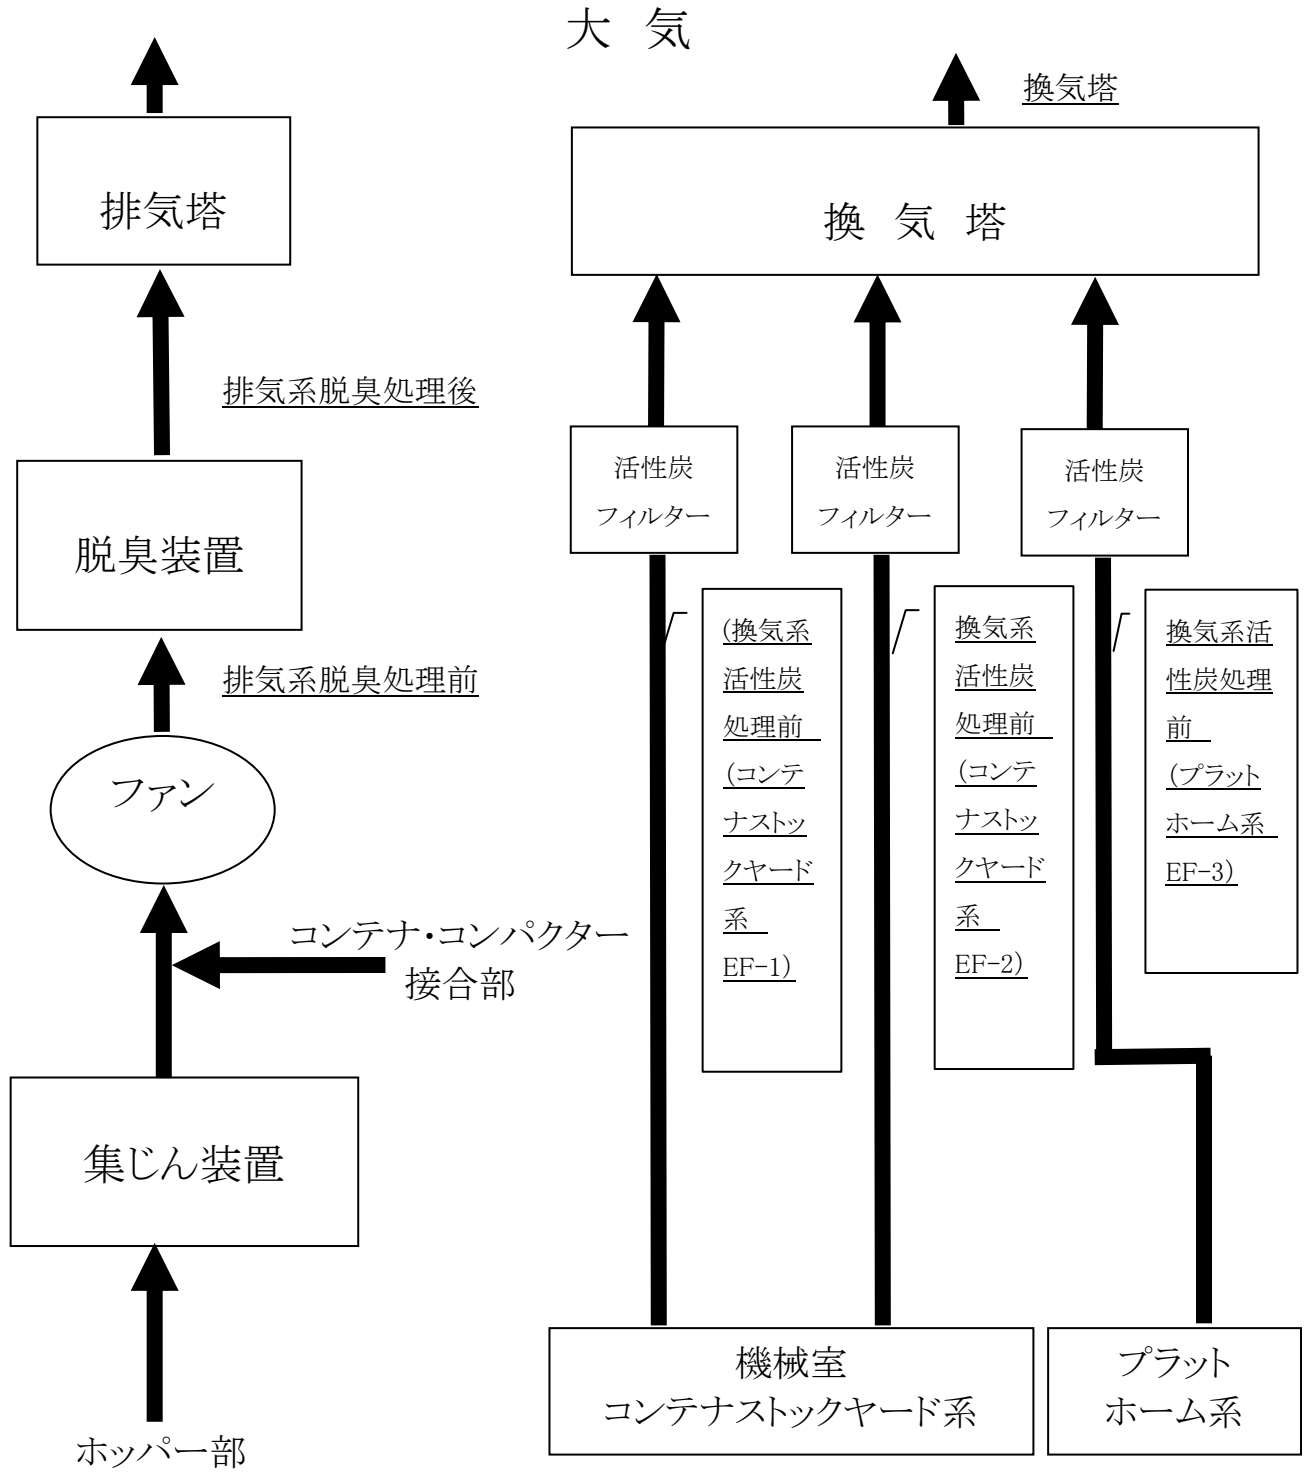 大　気
換気塔
排気塔
換　気　塔
排気系脱臭処理後
活性炭
フィルター
活性炭
フィルター
活性炭
フィルター
脱臭装置
排気系脱臭処理前
(換気系
活性炭
処理前
(コンテ
ナストッ
クヤード
系
EF-1)
換気系
活性炭
処理前
(コンテ
ナストッ
クヤード
系
EF-2)
換気系活
性炭処理
前
(プラット
ホーム系
EF-3)
ファン
コンテナ・コンパクター
接合部
集じん装置
ホッパー部
機械室
コンテナストックヤード系
プラット
ホーム系